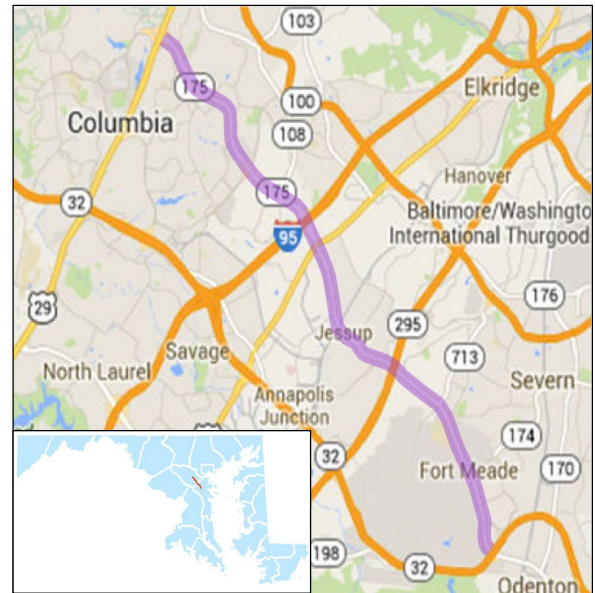 103
175
Elkridge
100
Columbia
108
Hanover
175
32
Baltimore/Washingto
International Thurgood
95
29
176
295
Jessup
713
Savage
North Laurel
Severn
Annapolis
Junction
174
32
Fort Meade
170
198
32
Odenton